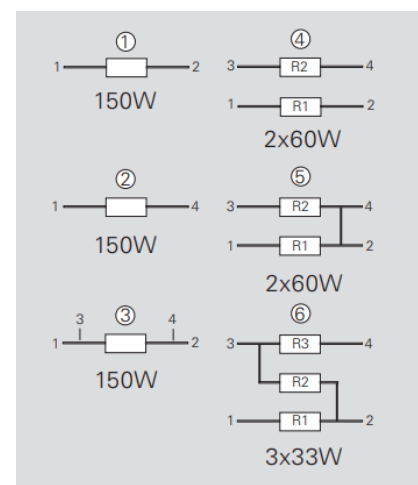 ① ④
1 2 3 R2 4
150W 1 R1 2
2x60W
② ⑤
1 4 3 R2 4
150W 1 R1 2
2x60W
3 ③ 4 ⑥
1 2 3 R3 4
150W R2
1 R1 2
3x33W